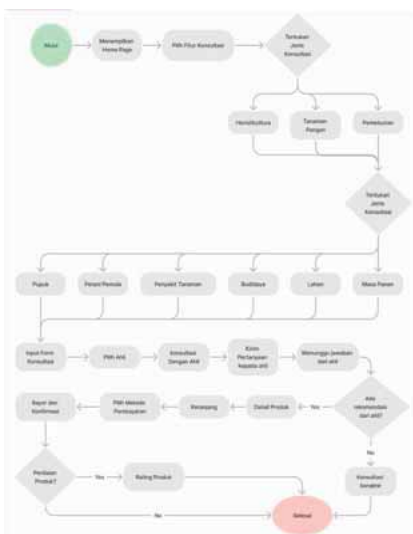 Mulai
Menampilkan
Home Page
Pilih Fitur Konsultasi
Tentukan
Jenis
Konsultasi
Hortikultura
Tanaman
Pangan
Perkebunan
Tentukan
Jenis
Konsultasi
Pupuk
Petani Pemula
Penyakit Tanaman
Budidaya
Lahan
Masa Panen
Input Form
Konsultasi
Pilih Ahli
Konsultasi
Dengan Ahli
Kirim
Pertanyaan
kepada ahli
Menunggu jawaban
dari ahli
Ada
rekomendasi
dari ahli?
Yes
Detail Produk
Keranjang
Pilih Metode
Pembayaran
Bayar dan
Konfirmasi
No
Konsultasi
berakhir
Penilaian
Produk?
Yes
Rating Produk
No
Selesai